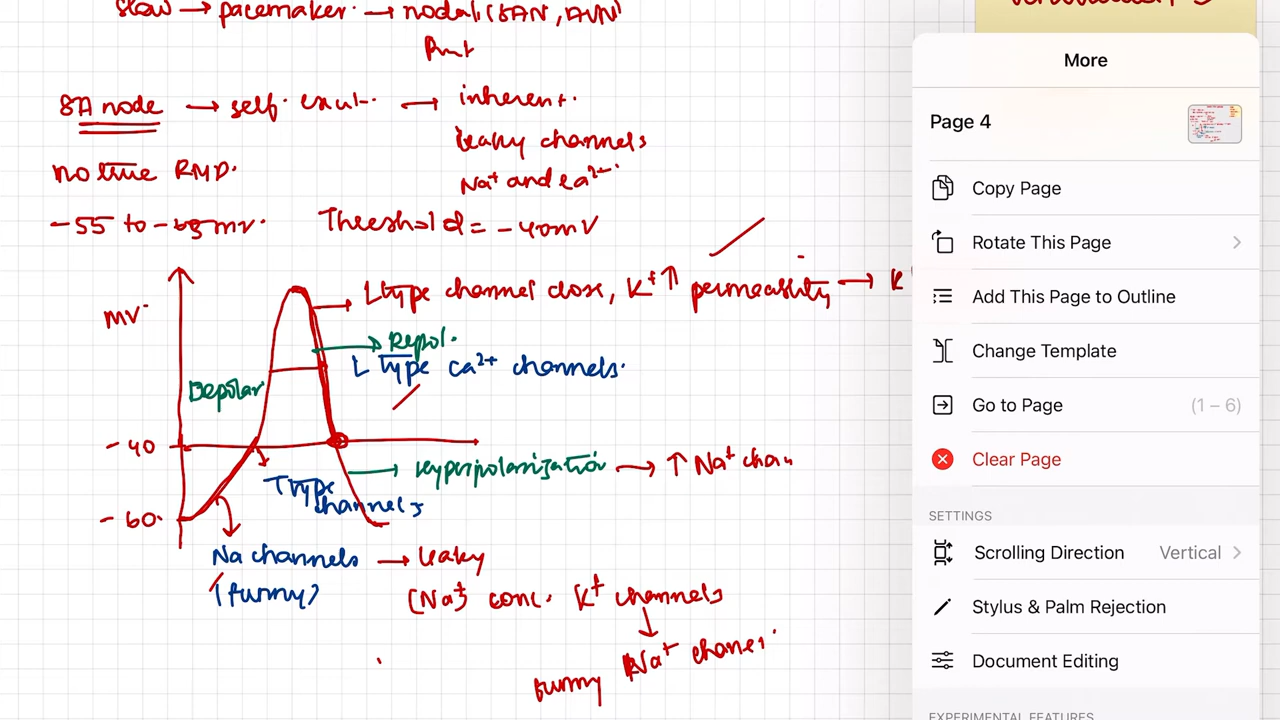 slow → pacemaker → nodal (SAN, AVN)
SA node → self. excit. → inherent.
leaky channels
Na+ and Ca2+
no true RMP.
-55 to -65 mv. Threshold = -40mV
L type channel close, K+ ↑ permeability → K
mv
→ Repol.
L type Ca2+ channels.
Depolar
-40
hyperpolarization → ↑ Na+ chan
T type
channels
-60.
Na channels → leaky
(funny)
(Na+) conc. K+ channels
↓
funny Na+ channel
More
Page 4
Copy Page
Rotate This Page
Add This Page to Outline
Change Template
Go to Page (1 – 6)
Clear Page
SETTINGS
Scrolling Direction Vertical
Stylus & Palm Rejection
Document Editing
EXPERIMENTAL FEATURES